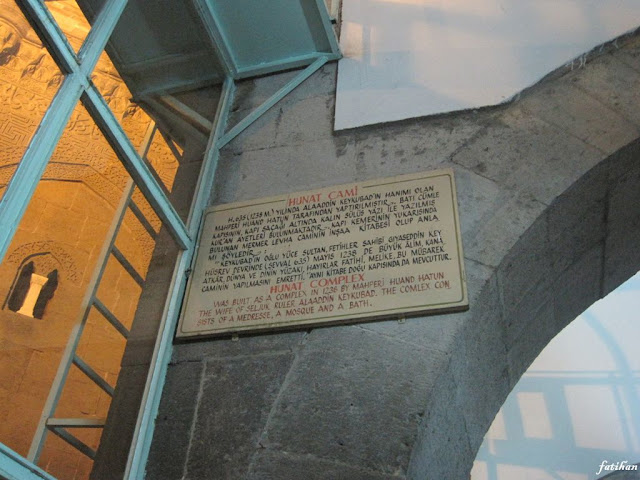 HUNAT CAMİ
H. 635 (1238 M.) YILINDA ALAADDİN KEYKUBAD'IN HANIMI OLAN
MAHPERİ HUAND HATUN TARAFINDAN YAPTIRILMIŞTIR... BATI CÜMLE
KAPISININ, KAPI SAÇAĞI ALTINDA KALIN SÜLÜS YAZI İLE YAZILMIŞ
KUR'AN AYETLERİ BULUNMAKTADIR... KAPI KEMERİNİN YUKARISINDA
BULUNAN MERMER LEVHA CAMİNİN İNŞAA KİTABESİ OLUP ANLA
MI ŞÖYLEDİR.:
"KEYKUBAD'IN OĞLU YÜCE SULTAN, FETİHLER SAHİBİ GIYASEDDİN KEY
HÜSREV DEVRİNDE (ŞEVVAL 635) MAYIS 1238 DE BÜYÜK ALİM, KANA
ATKÂR, DÜNYA VE DİNİN YÜZAKI, HAYIRLAR FATİHİ, MELİKE, BU MÜBAREK
CAMİNİN YAPILMASINI EMRETTİ." AYNI KİTABE DOĞU KAPISINDA DA MEVCUTTUR.
HUNAT COMPLEX
WAS BUILT AS A COMPLEX IN 1238 BY MAHPERİ HUAND HATUN
THE WIFE OF SELJUK RULER ALAADDİN KEYKUBAD. THE COMLEX CON
SİSTS OF A MEDRESSE, A MOSQUE AND A BATH.
fatihan